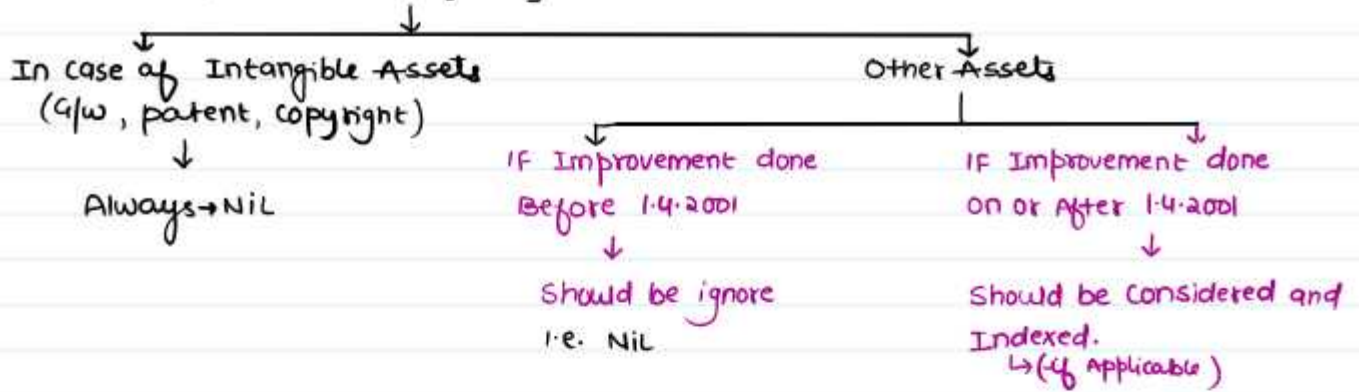 In case of Intangible Assets
(G/w, patent, copyright)
Always→NiL
Other Assets
IF Improvement done
Before 1.4.2001
Should be ignore
i.e. NiL
IF Improvement done
on or After 1.4.2001
Should be Considered and
Indexed.
↳(if Applicable)